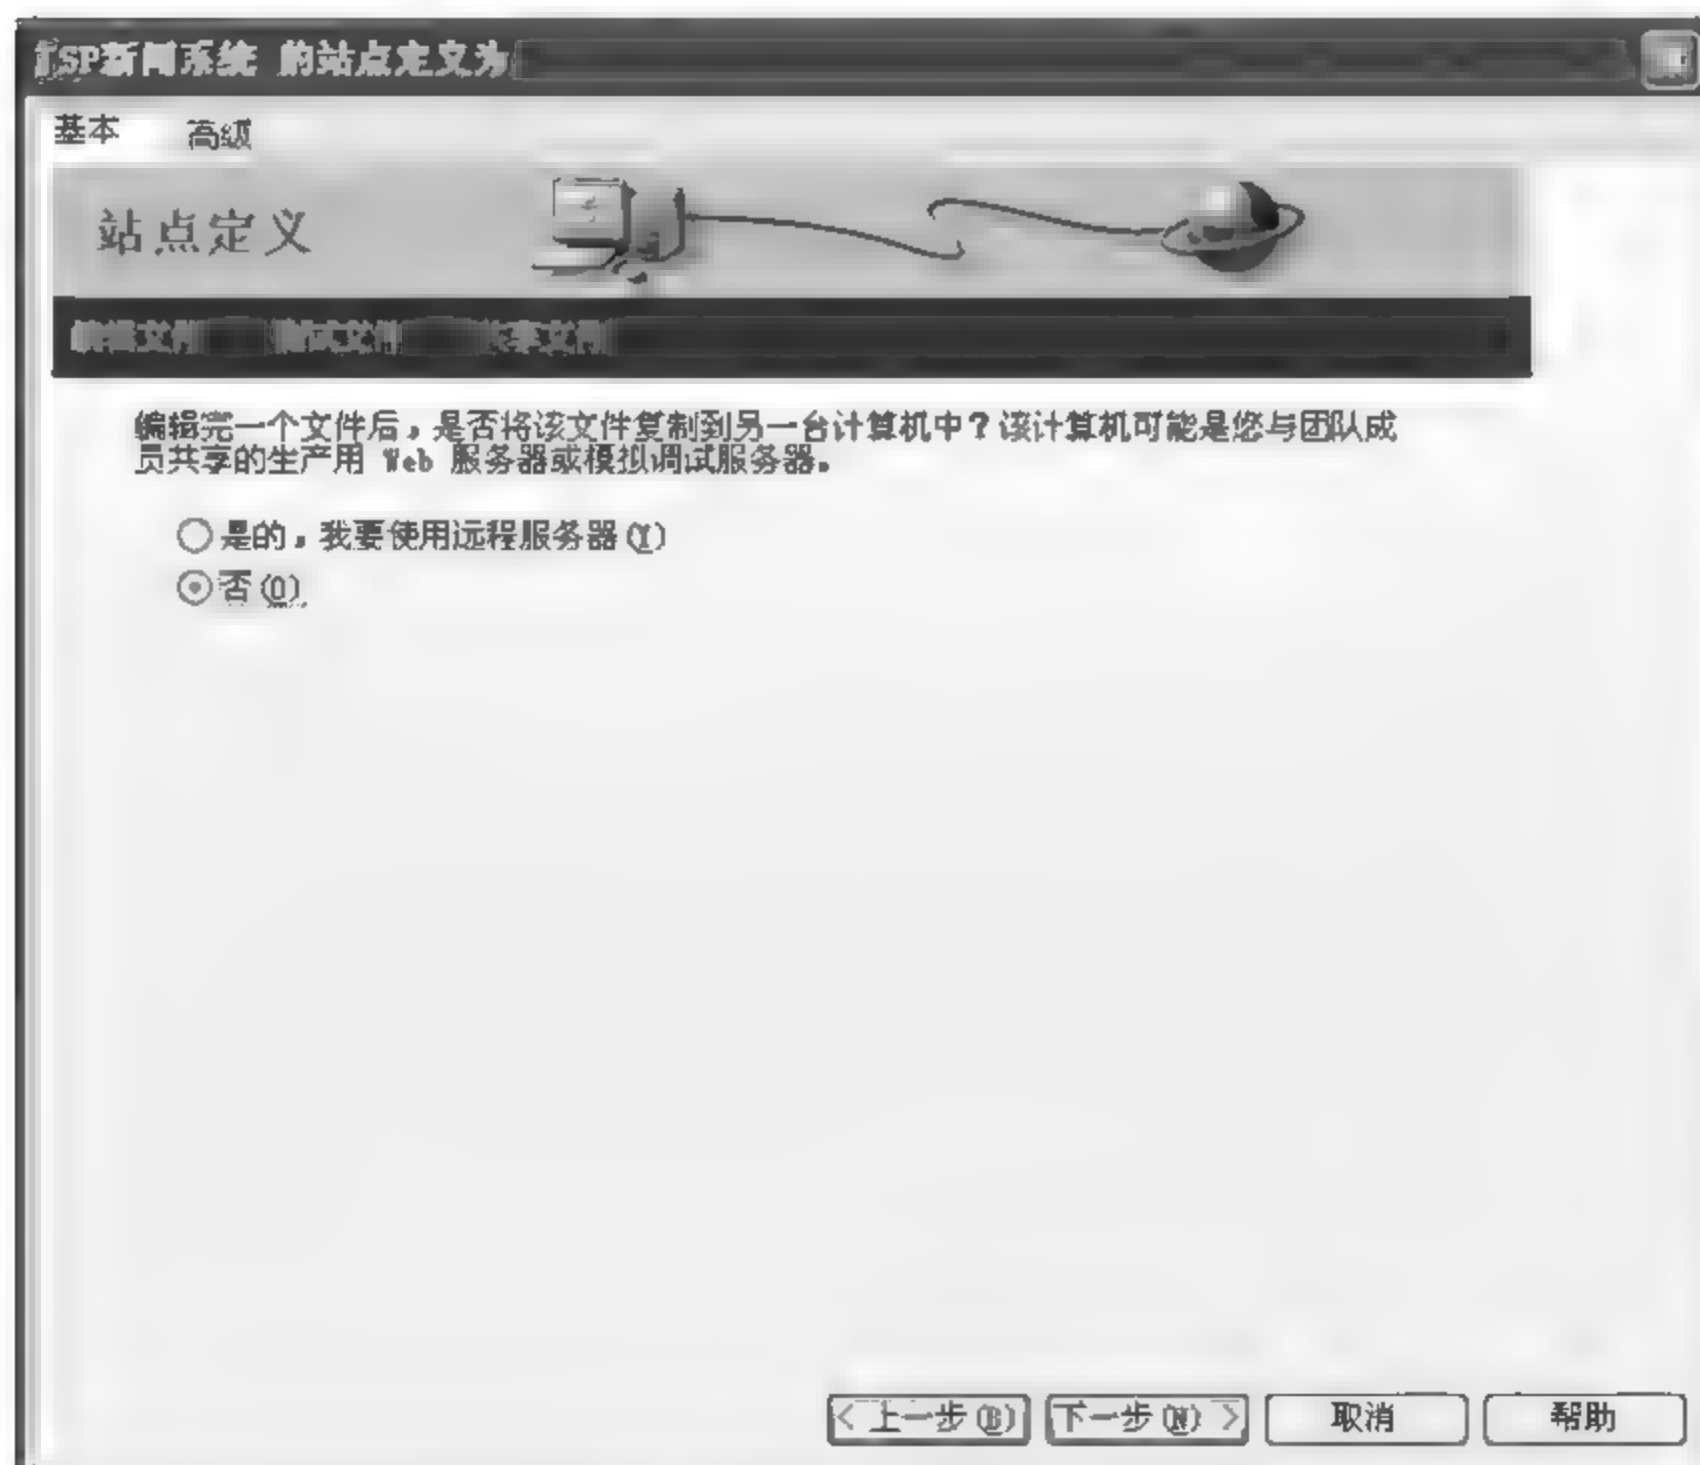 SP新闻系统 的站点定义为
基本 高级
站点定义
编辑文件 测试文件 共享文件
编辑完一个文件后，是否将该文件复制到另一台计算机中？该计算机可能是您与团队成
员共享的生产用 Web 服务器或模拟调试服务器。
是的，我要使用远程服务器(Y)
否(O)
< 上一步(B) 下一步(N) > 取消 帮助